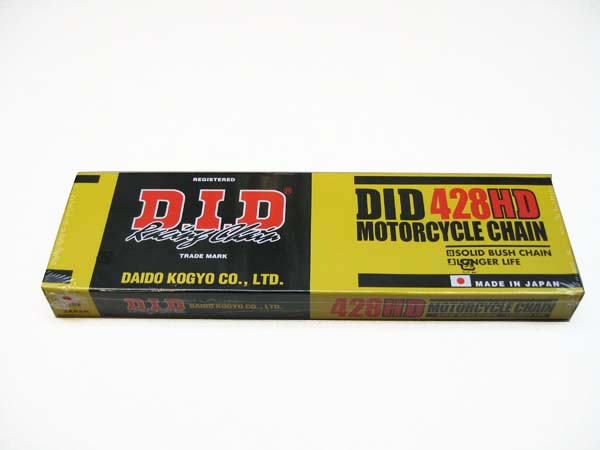 REGISTERED
D.I.D®
Racing Chain
TRADE MARK
DAIDO KOGYO CO., LTD.
DID 428HD
MOTORCYCLE CHAIN
SOLID BUSH CHAIN
LONGER LIFE
MADE IN JAPAN
JAPAN
D.I.D
DAIDO KOGYO CO., LTD.
428HD
MOTORCYCLE CHAIN